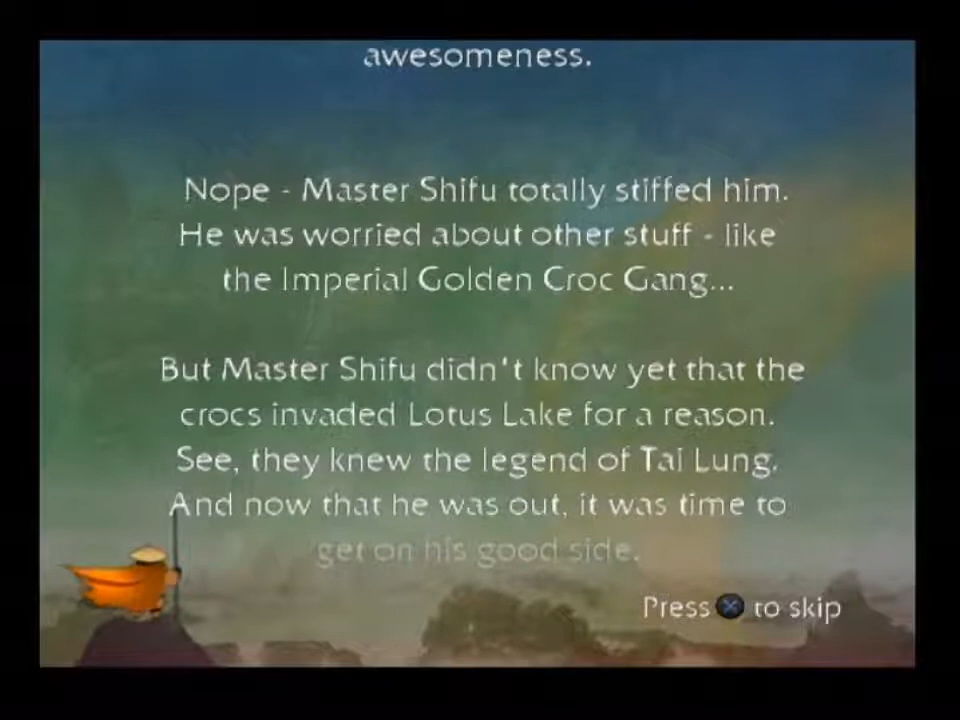 awesomeness.
Nope - Master Shifu totally stiffed him.
He was worried about other stuff - like
the Imperial Golden Croc Gang...
But Master Shifu didn't know yet that the
crocs invaded Lotus Lake for a reason.
See, they knew the legend of Tai Lung.
And now that he was out, it was time to
get on his good side.
Press X to skip